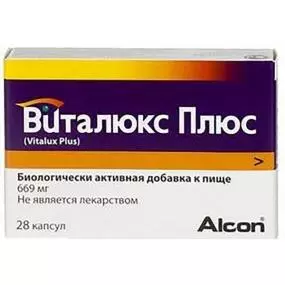 Виталюкс Плюс
(Vitalux Plus)
>
Биологически активная добавка к пище
669 мг
Не является лекарством
28 капсул
Alcon®